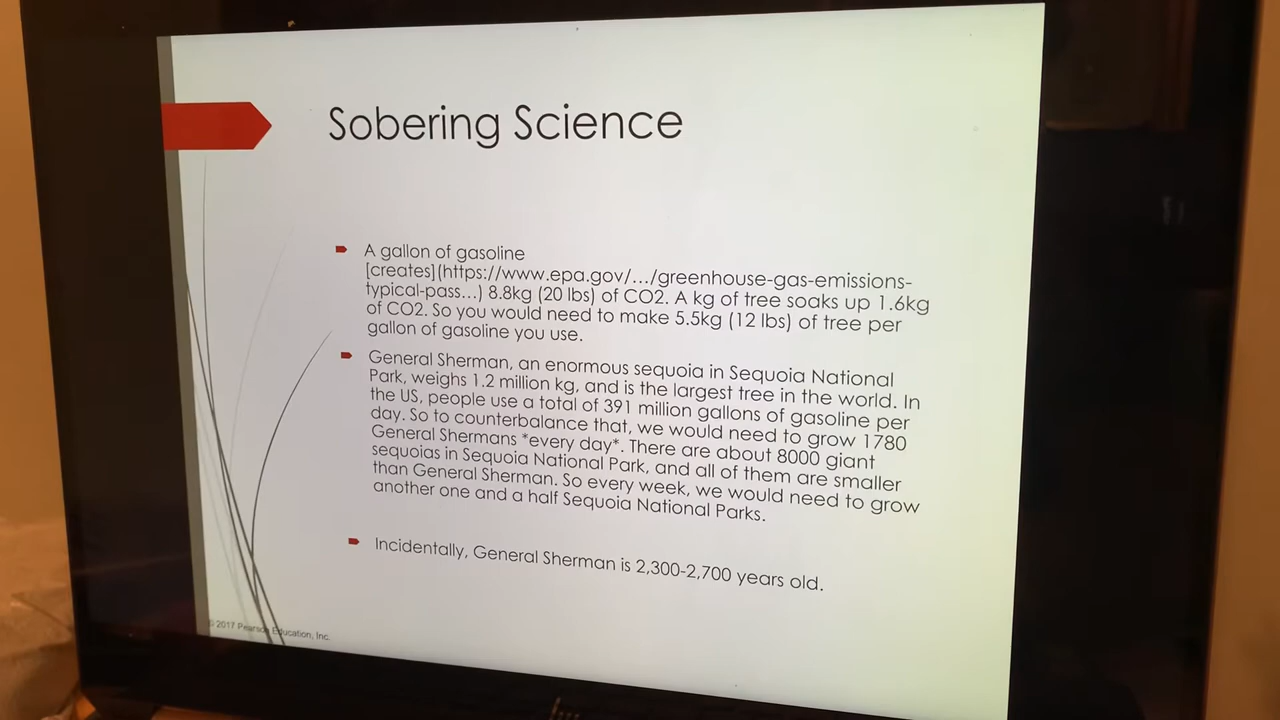 Sobering Science
A gallon of gasoline
[creates](https://www.epa.gov/.../greenhouse-gas-emissions-
typical-pass...) 8.8kg (20 lbs) of CO2. A kg of tree soaks up 1.6kg
of CO2. So you would need to make 5.5kg (12 lbs) of tree per
gallon of gasoline you use.
General Sherman, an enormous sequoia in Sequoia National
Park, weighs 1.2 million kg, and is the largest tree in the world. In
the US, people use a total of 391 million gallons of gasoline per
day. So to counterbalance that, we would need to grow 1780
General Shermans *every day*. There are about 8000 giant
sequoias in Sequoia National Park, and all of them are smaller
than General Sherman. So every week, we would need to grow
another one and a half Sequoia National Parks.
Incidentally, General Sherman is 2,300-2,700 years old.
© 2017 Pearson Education, Inc.